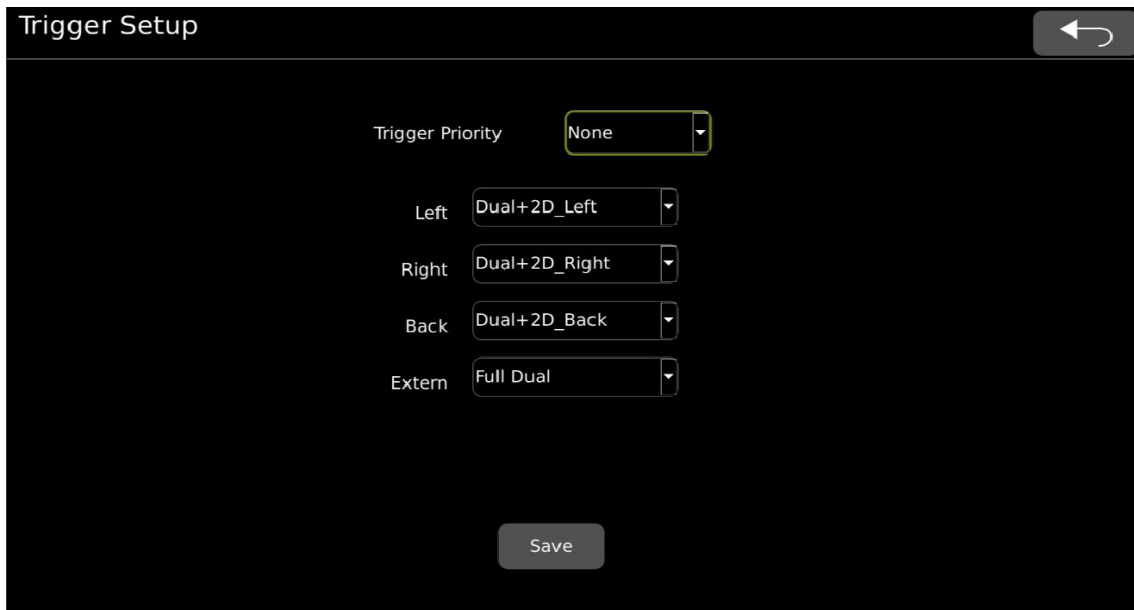 Trigger Setup
Trigger Priority None
Left Dual+2D_Left
Right Dual+2D_Right
Back Dual+2D_Back
Extern Full Dual
Save